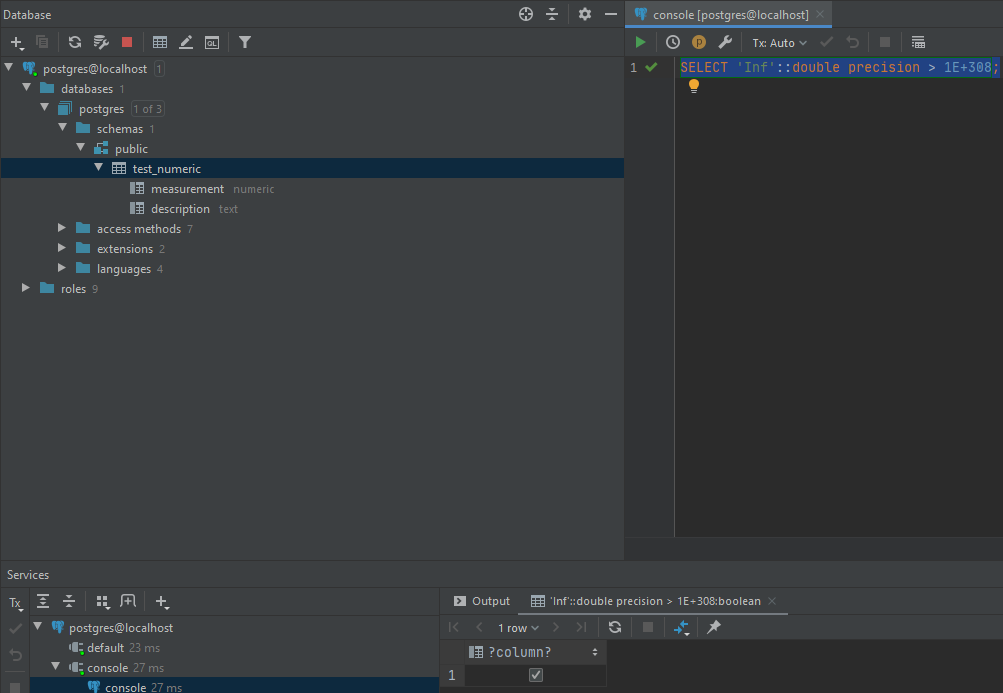 Database
postgres@localhost 1
databases 1
postgres 1 of 3
schemas 1
public
test_numeric
measurement numeric
description text
access methods 7
extensions 2
languages 4
roles 9
console [postgres@localhost]
Tx: Auto
1 SELECT 'Inf'::double precision > 1E+308;
Services
Tx
postgres@localhost
default 23 ms
console 27 ms
console 27 ms
Output 'Inf'::double precision > 1E+308:boolean
1 row
?column?
1